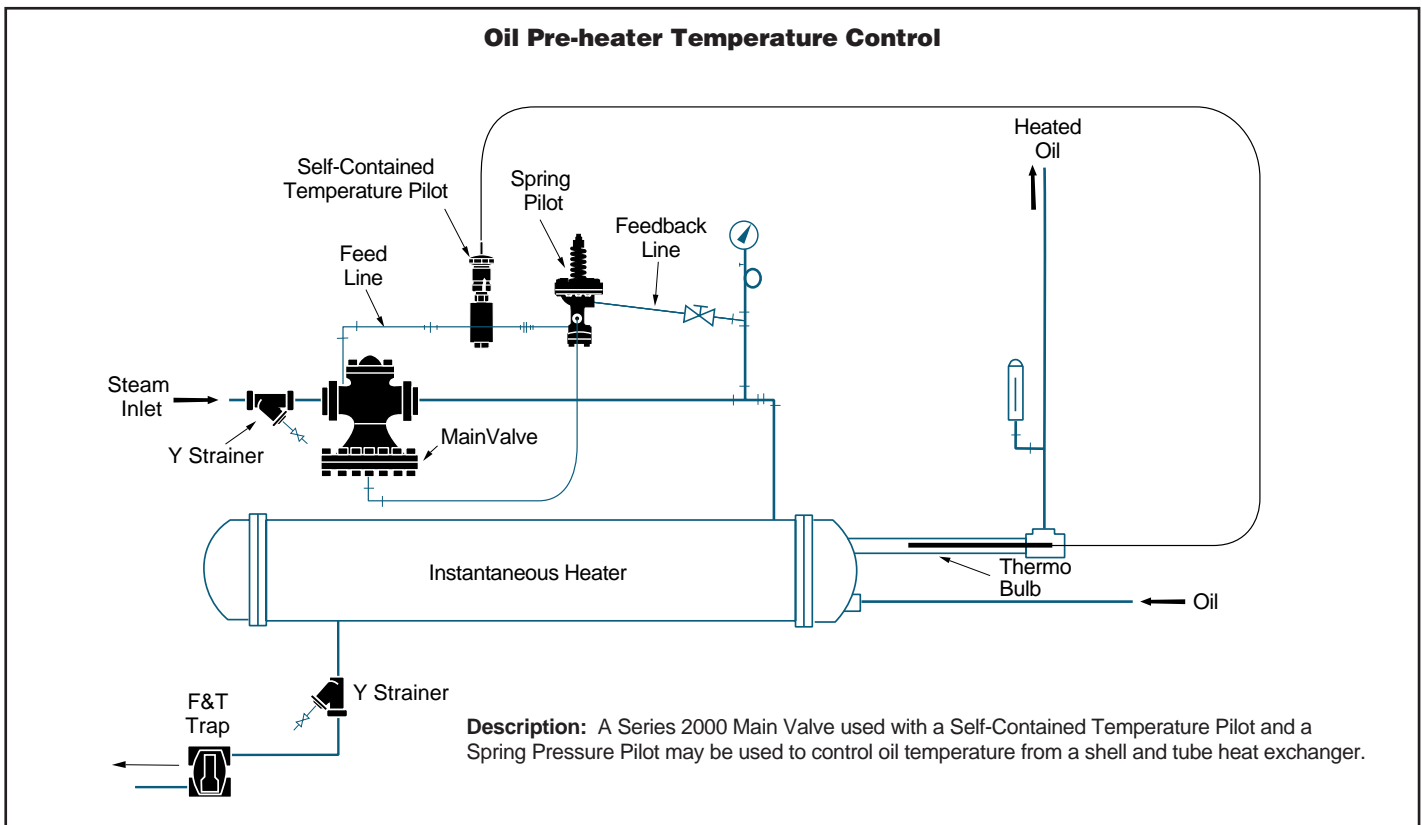 Oil Pre-heater Temperature Control
Heated
Oil
Self-Contained
Temperature Pilot
Spring
Pilot
Feedback
Line
Feed
Line
Steam
Inlet
Y Strainer
MainValve
Instantaneous Heater
Thermo
Bulb
Oil
Y Strainer
F&T
Trap
Description: A Series 2000 Main Valve used with a Self-Contained Temperature Pilot and a
Spring Pressure Pilot may be used to control oil temperature from a shell and tube heat exchanger.